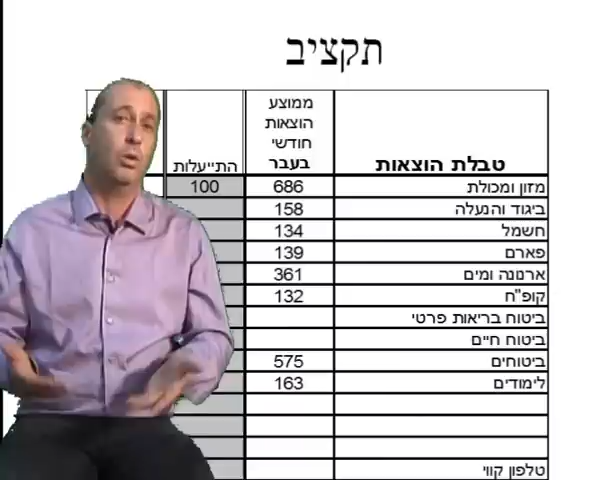 תקציב
טבלת הוצאות ממוצע הוצאות חודשי בעבר התייעלות
מזון ומכולת 686 100
ביגוד והנעלה 158
חשמל 134
פארם 139
ארנונה ומים 361
קופ"ח 132
ביטוח בריאות פרטי
ביטוח חיים
ביטוחים 575
לימודים 163
טלפון קווי